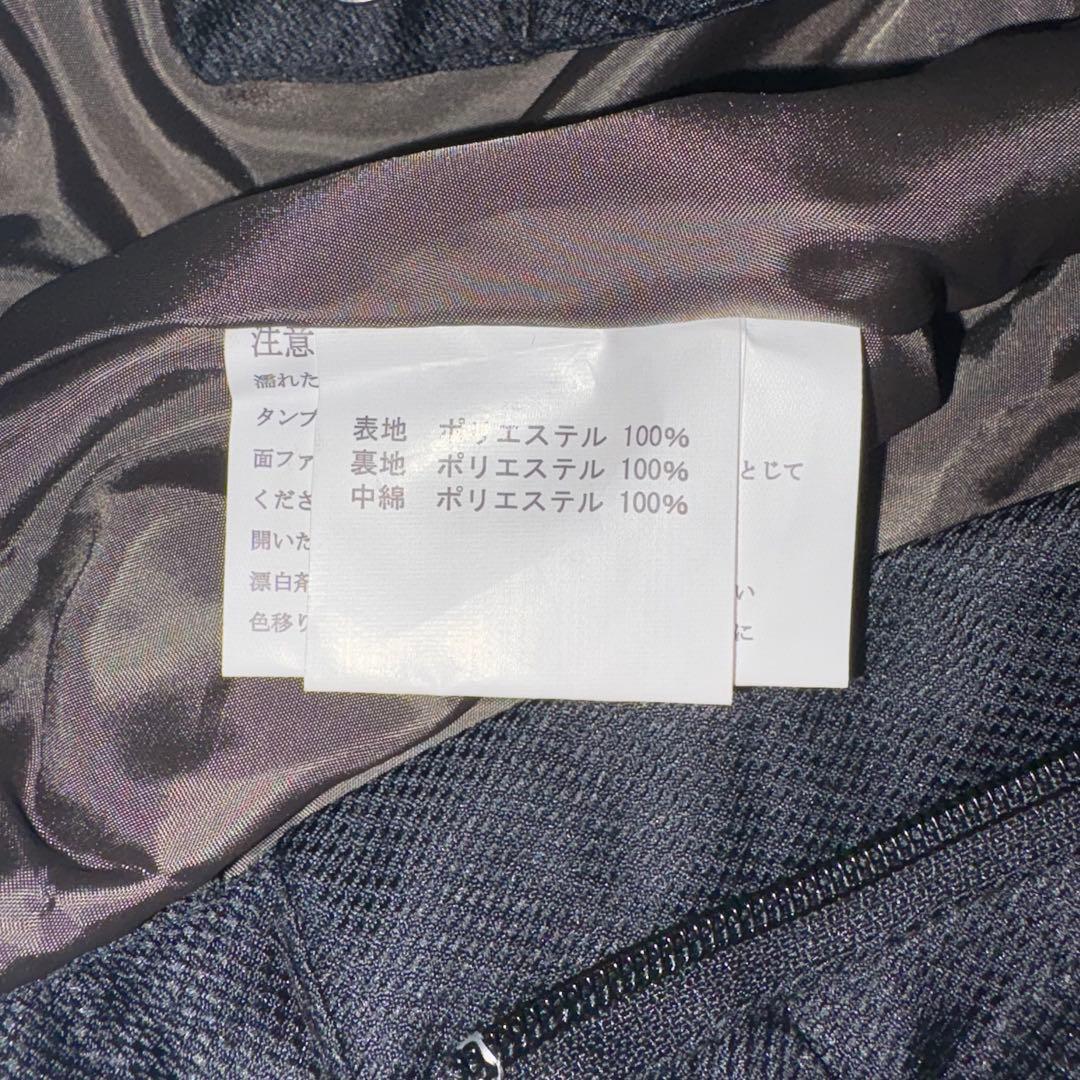 注意
濡れた
タンブ
面ファ
くださ
開いた
漂白剤
色移り
表地 ポリエステル 100%
裏地 ポリエステル 100%
中綿 ポリエステル 100%
とじて
い
に